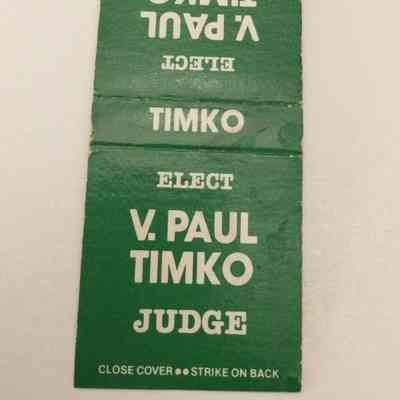 V. PAUL
TIMKO
ELECT
TIMKO
ELECT
V. PAUL
TIMKO
JUDGE
CLOSE COVER ●● STRIKE ON BACK